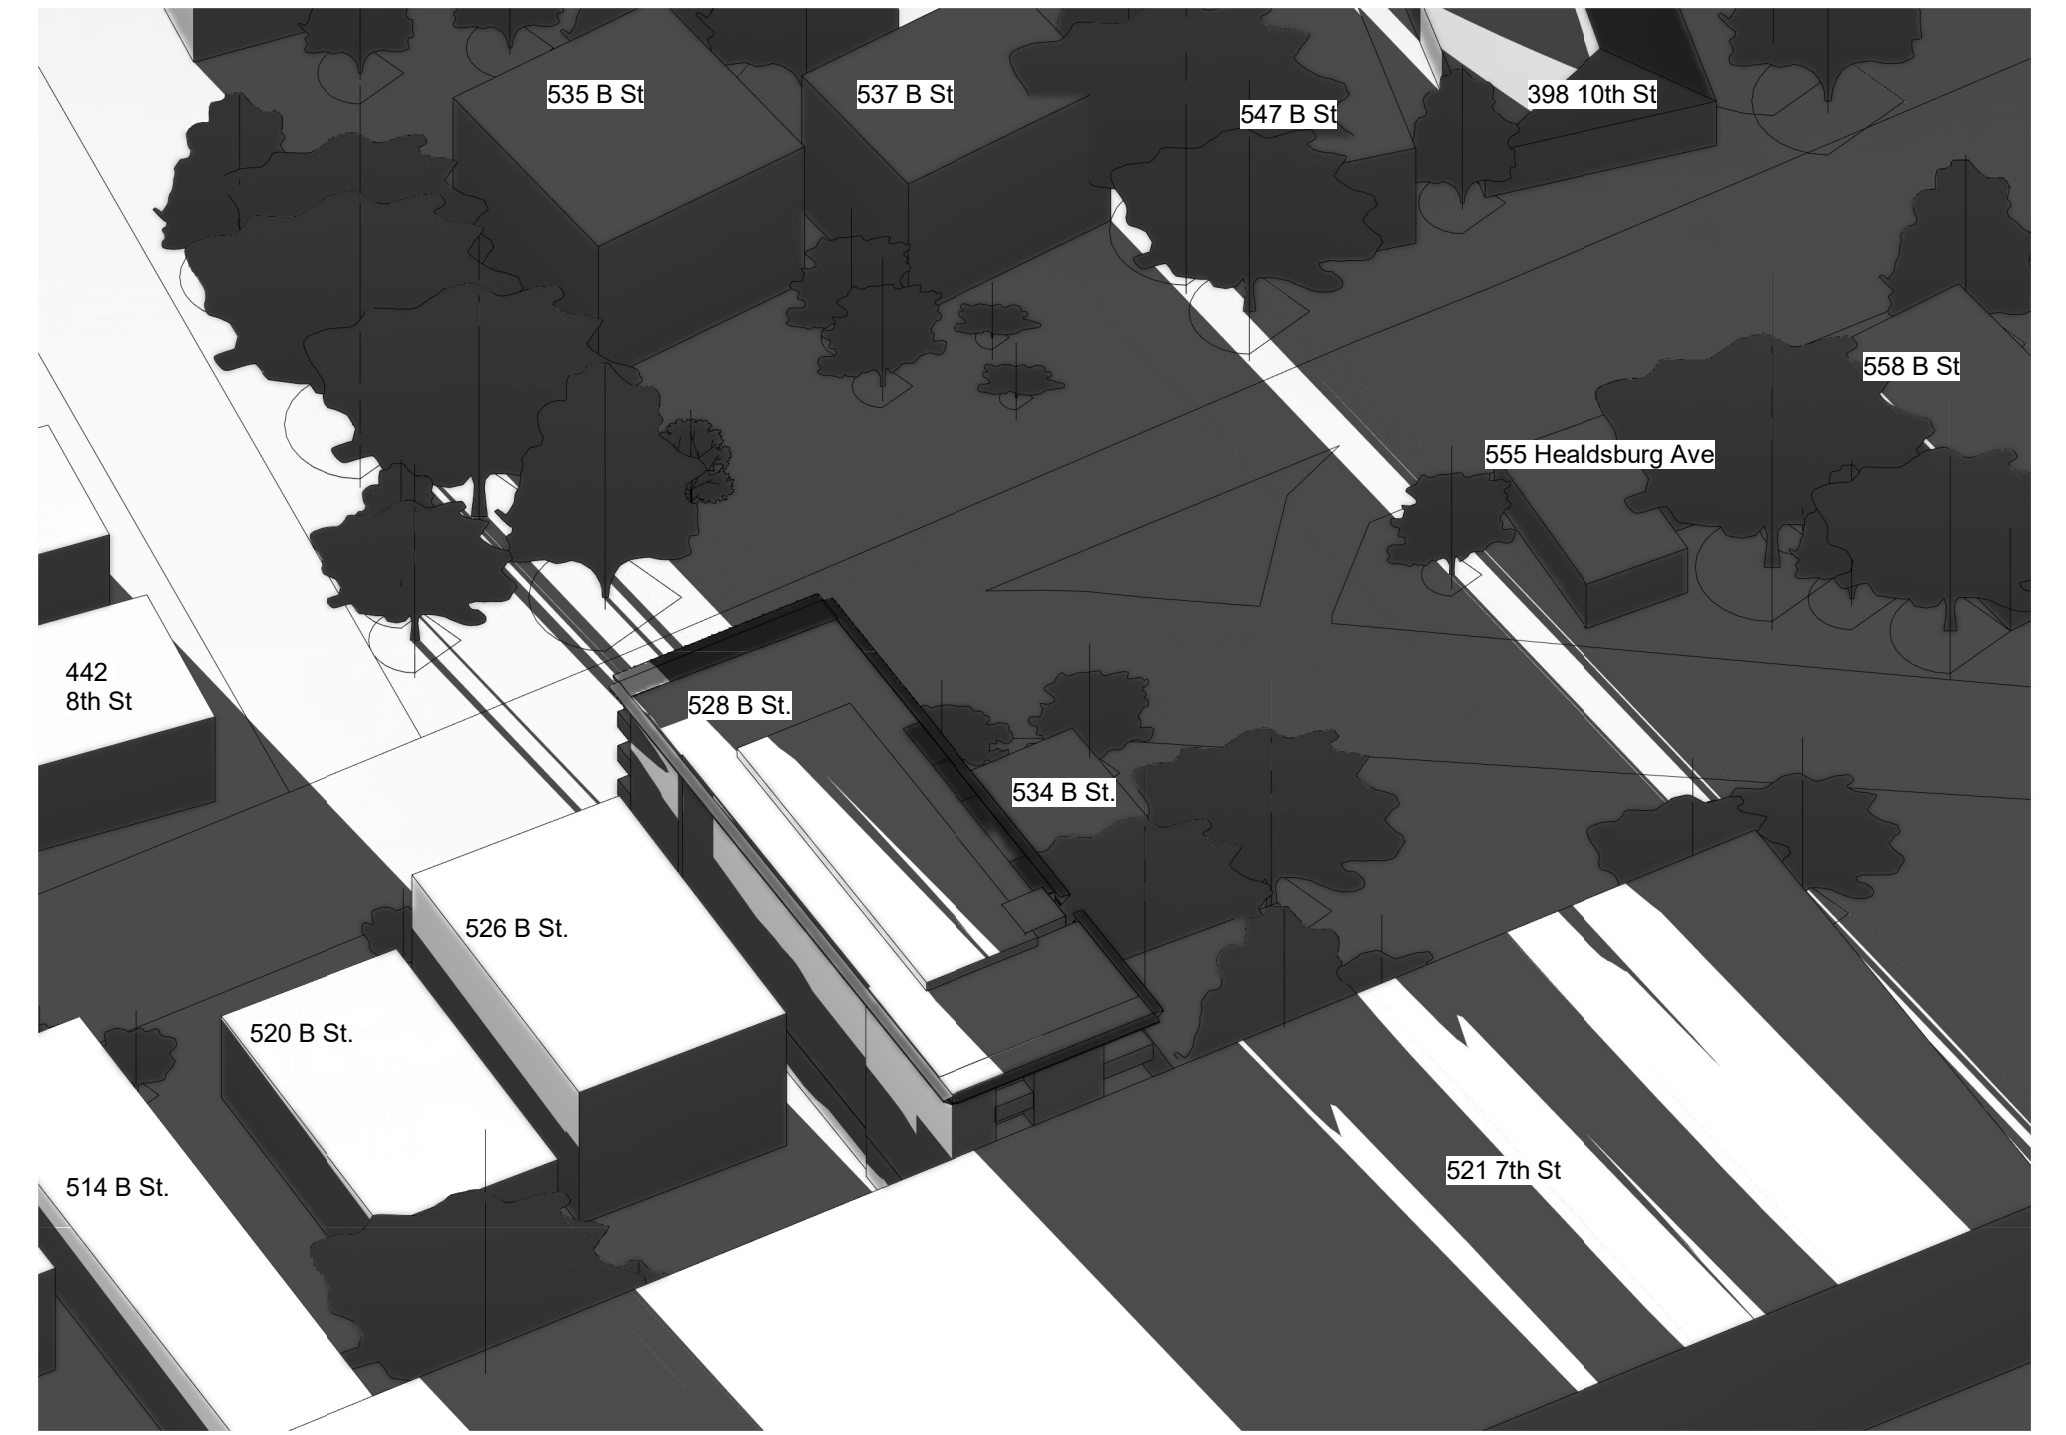 535 B St
537 B St
547 B St
398 10th St
558 B St
555 Healdsburg Ave
442
8th St
528 B St.
534 B St.
526 B St.
520 B St.
514 B St.
521 7th St